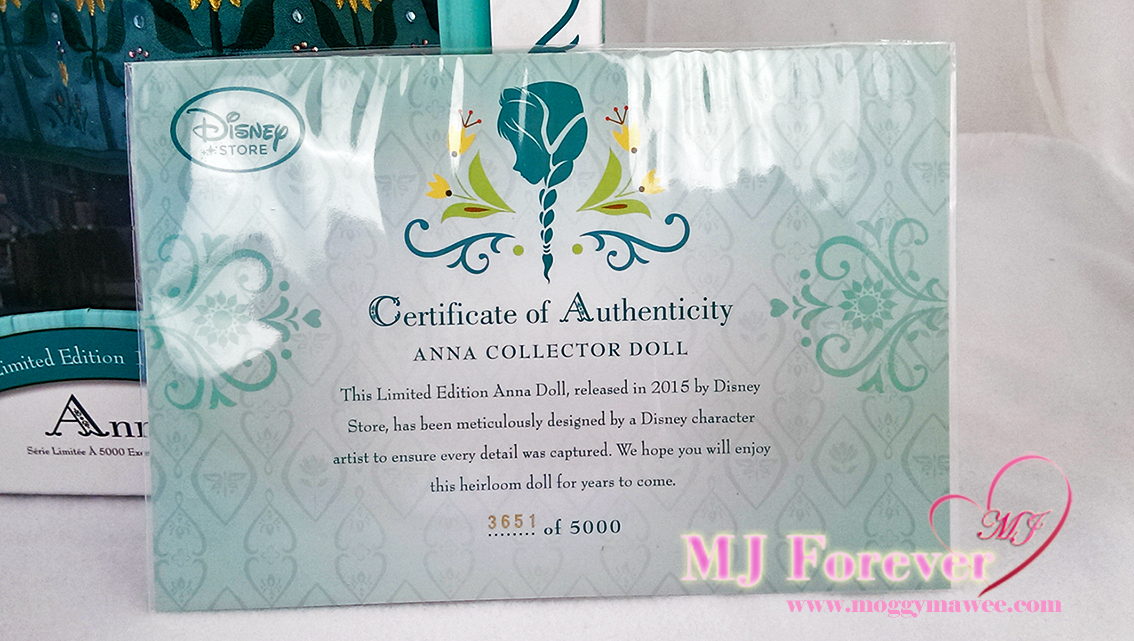 2
Disney
STORE
Certificate of Authenticity
ANNA COLLECTOR DOLL
This Limited Edition Anna Doll, released in 2015 by Disney
Store, has been meticulously designed by a Disney character
artist to ensure every detail was captured. We hope you will enjoy
this heirloom doll for years to come.
3651 of 5000
Limited Edition
Série Limitée À 5000
MJ
MJ Forever
www.moggymawee.com